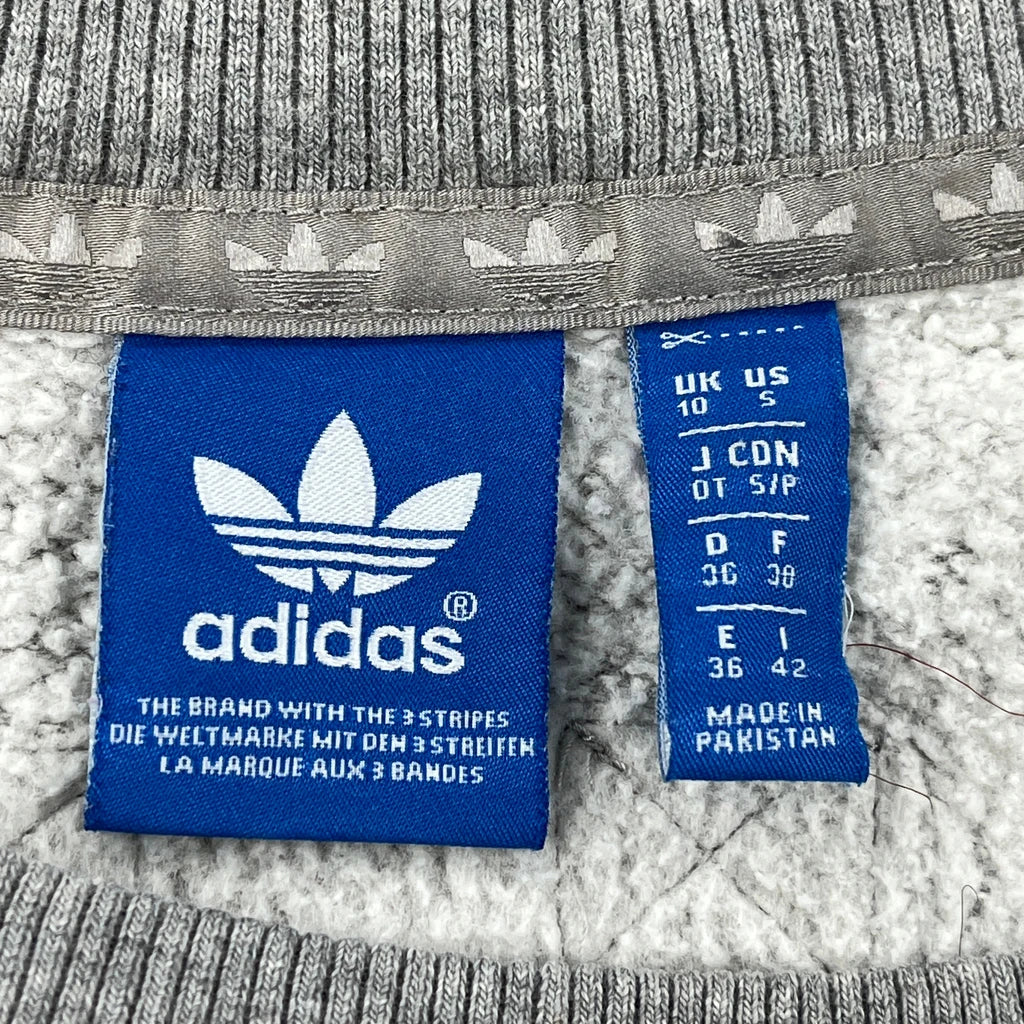 adidas®
THE BRAND WITH THE 3 STRIPES
DIE WELTMARKE MIT DEN 3 STREIFEN
LA MARQUE AUX 3 BANDES
UK US
10 S
J CDN
OT S/P
D F
36 38
E I
36 42
MADE IN
PAKISTAN